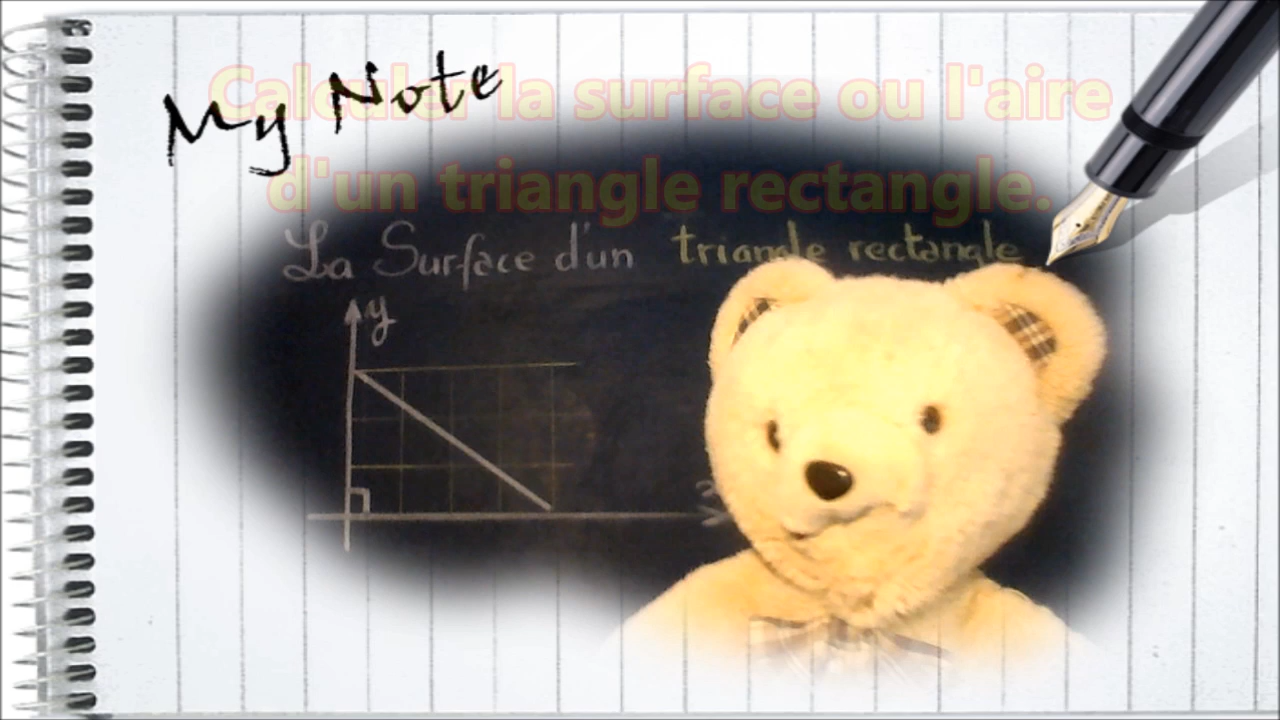 My Note
Calculer la surface ou l'aire
d'un triangle rectangle.
La Surface d'un triangle rectangle
y